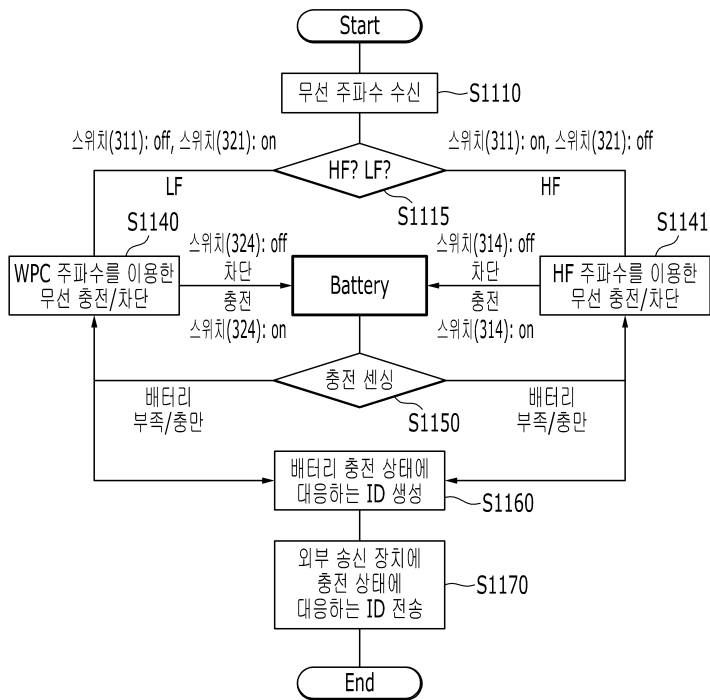 Start
무선 주파수 수신
S1110
스위치(311): off, 스위치(321): on
스위치(311): on, 스위치(321): off
HF? LF?
LF
HF
S1115
S1140
S1141
WPC 주파수를 이용한
무선 충전/차단
스위치(324): off
차단
충전
스위치(324): on
Battery
스위치(314): off
차단
충전
스위치(314): on
HF 주파수를 이용한
무선 충전/차단
충전 센싱
S1150
배터리
부족/충만
배터리
부족/충만
배터리 충전 상태에
대응하는 ID 생성
S1160
외부 송신 장치에
충전 상태에
대응하는 ID 전송
S1170
End